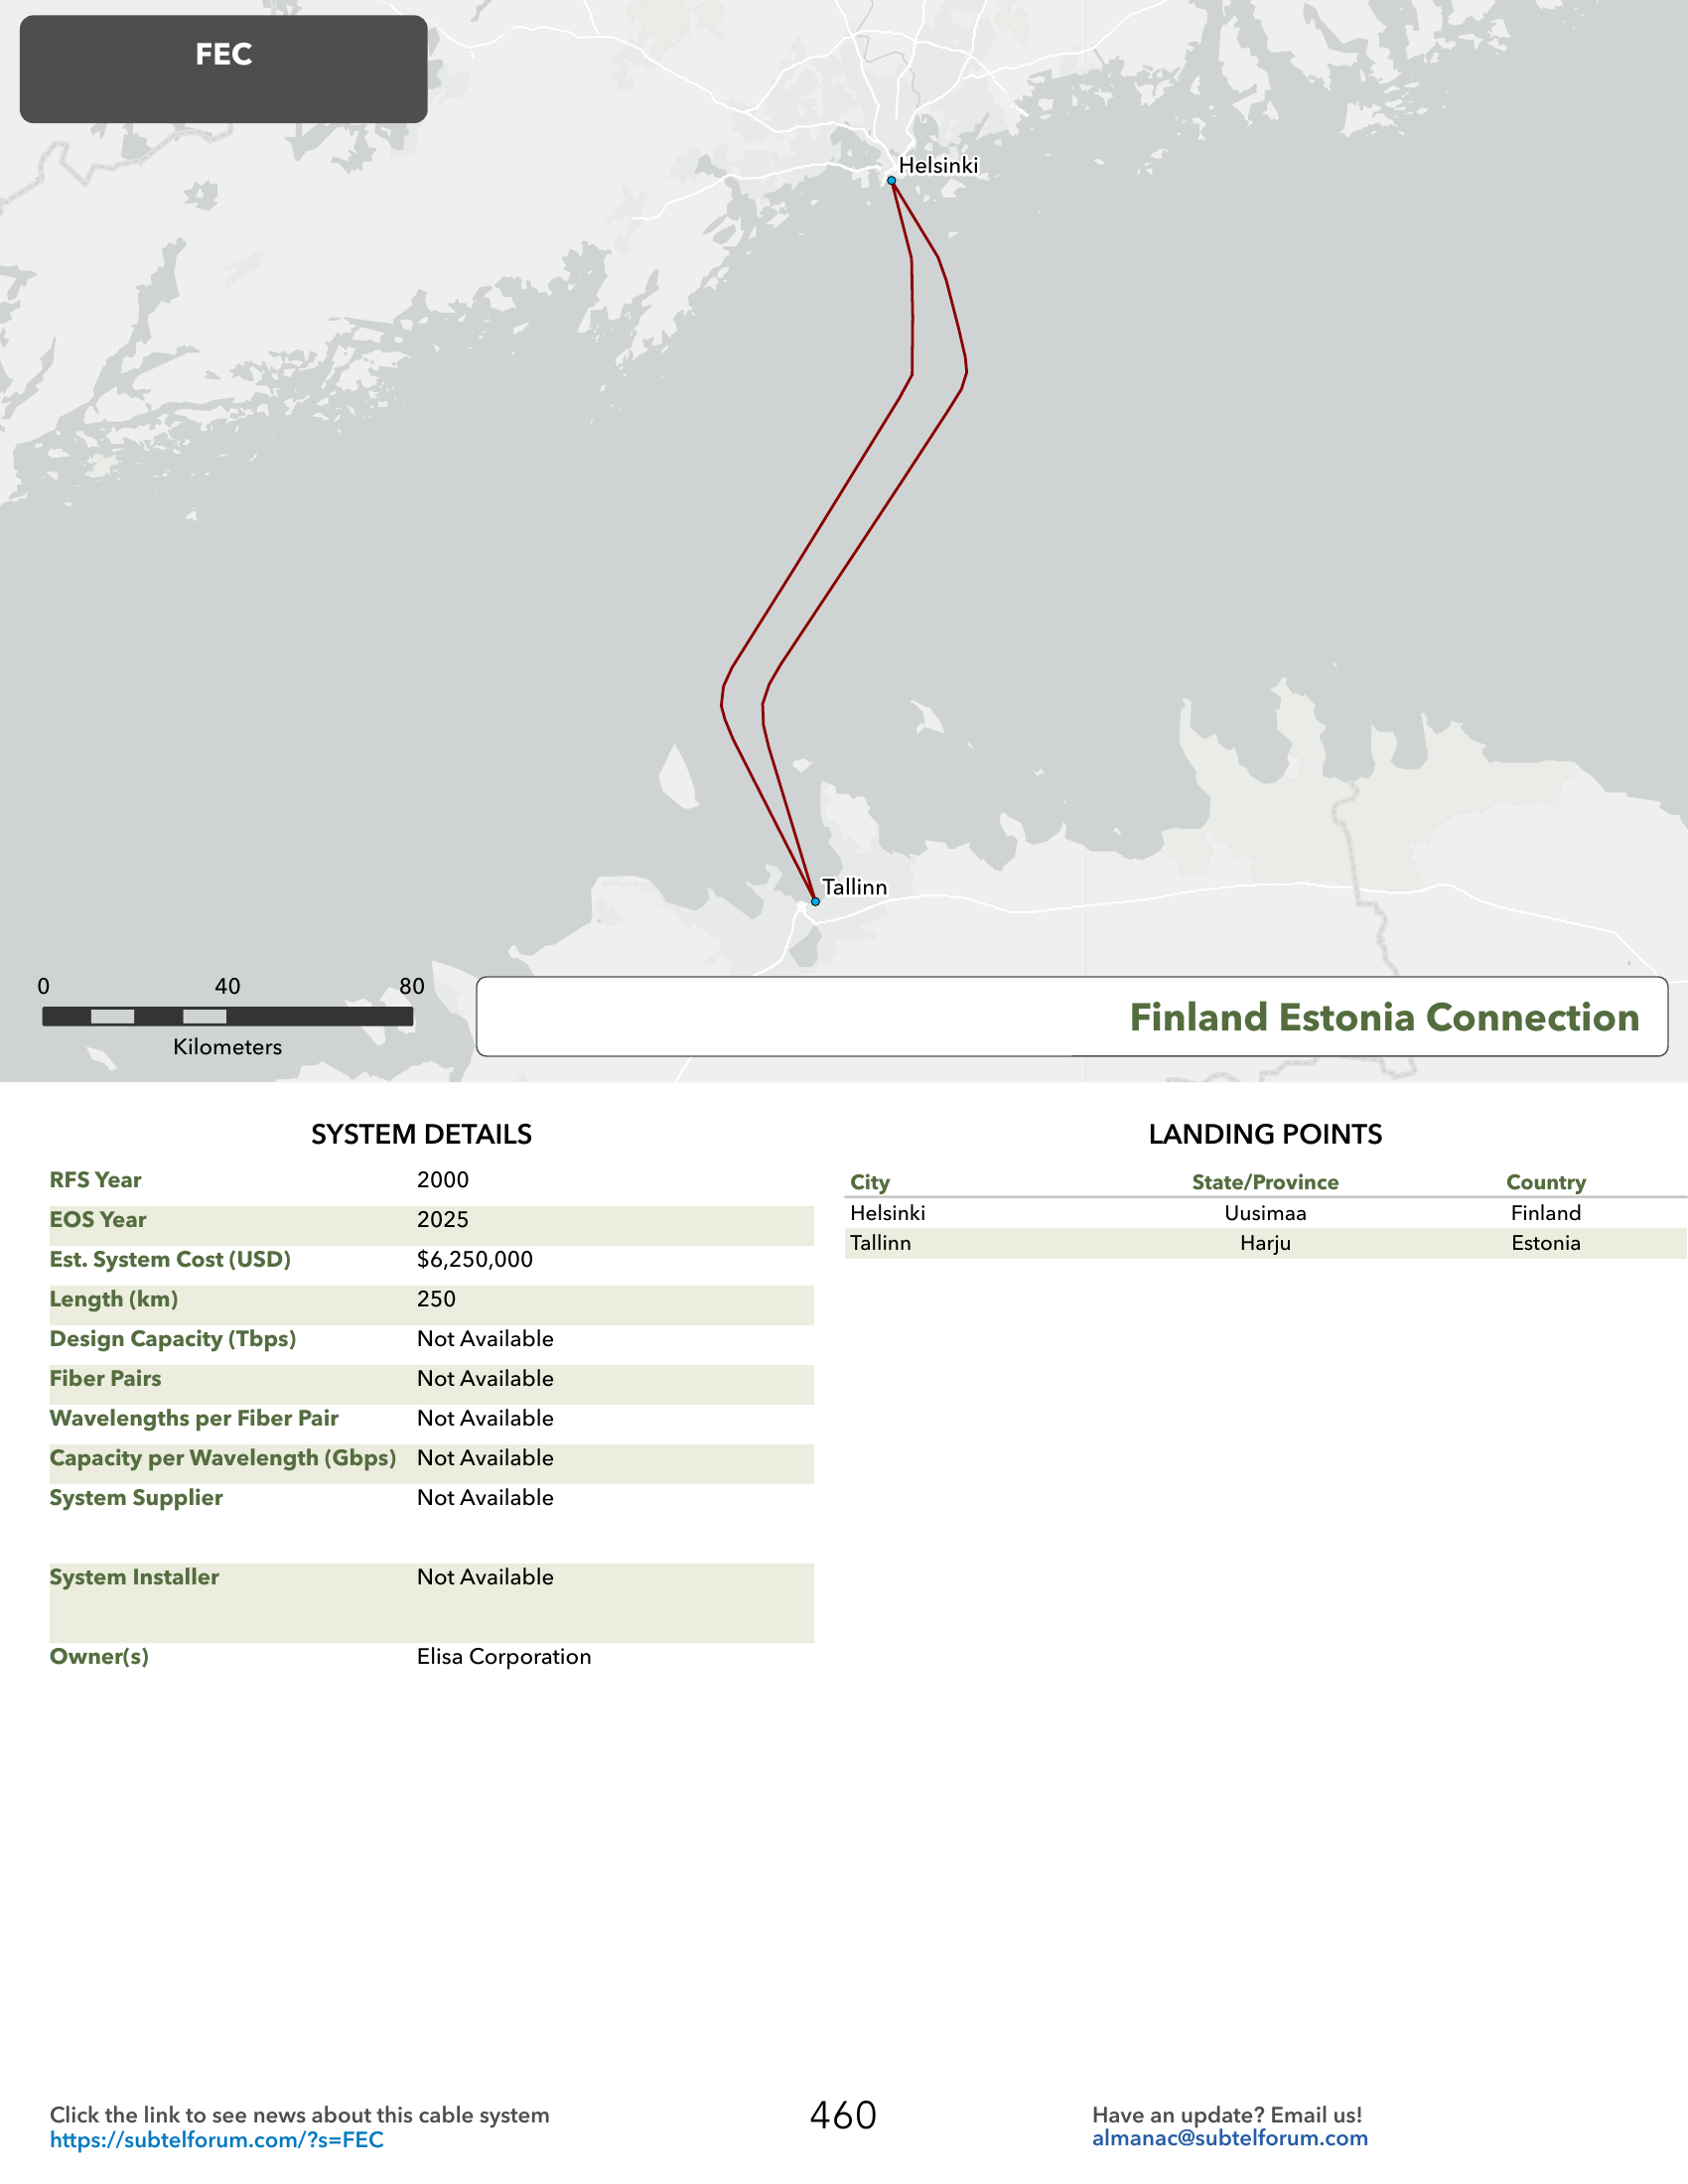 FEC
Helsinki
Tallinn
0 40 80
Kilometers
Finland Estonia Connection
SYSTEM DETAILS
RFS Year 2000
EOS Year 2025
Est. System Cost (USD) $6,250,000
Length (km) 250
Design Capacity (Tbps) Not Available
Fiber Pairs Not Available
Wavelengths per Fiber Pair Not Available
Capacity per Wavelength (Gbps) Not Available
System Supplier Not Available
System Installer Not Available
Owner(s) Elisa Corporation
LANDING POINTS
City State/Province Country
Helsinki Uusimaa Finland
Tallinn Harju Estonia
Click the link to see news about this cable system
https://subtelforum.com/?s=FEC
460
Have an update? Email us!
almanac@subtelforum.com